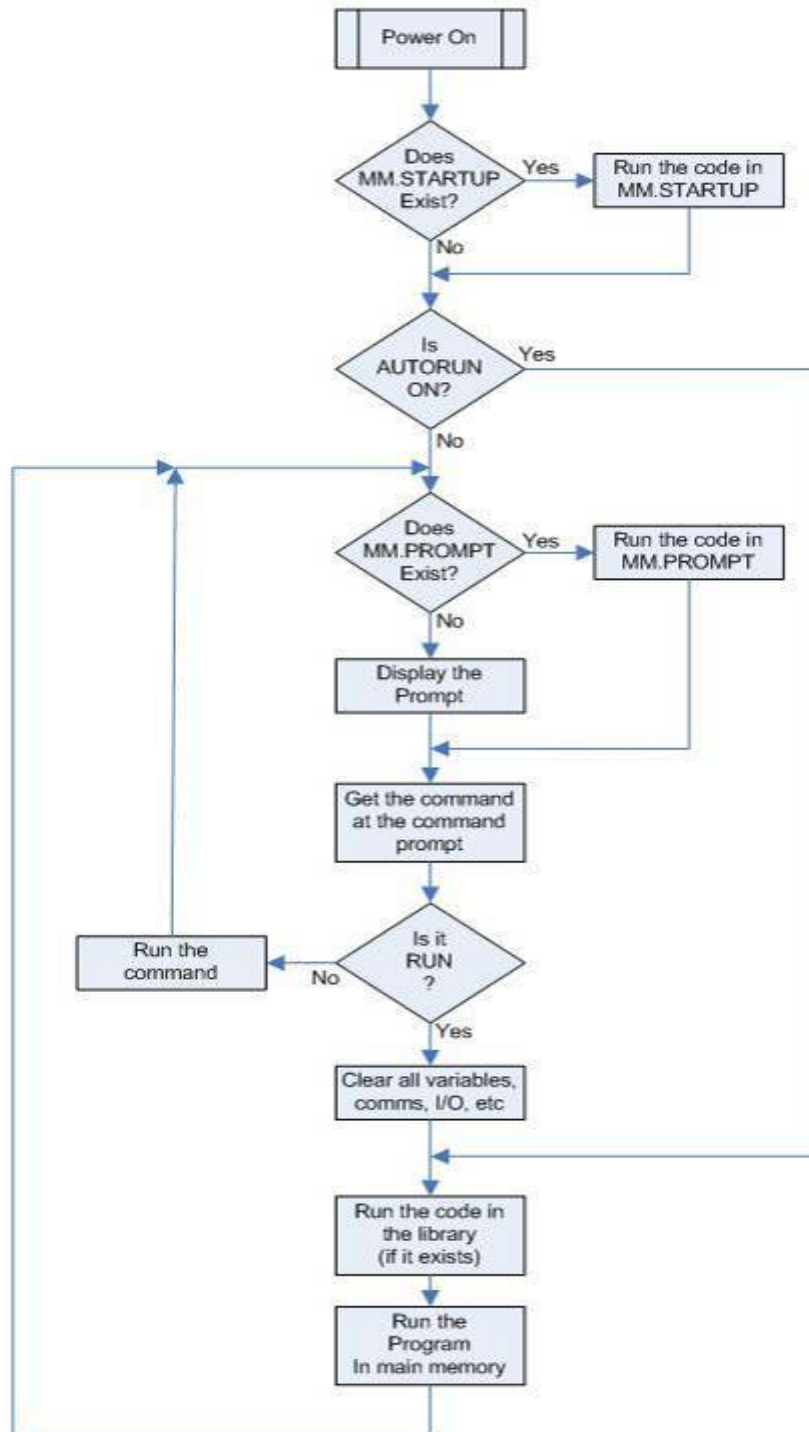 Power On
Does
MM.STARTUP
Exist?
Yes
Run the code in
MM.STARTUP
No
Is
AUTORUN
ON?
Yes
No
Does
MM.PROMPT
Exist?
Yes
Run the code in
MM.PROMPT
No
Display the
Prompt
Get the command
at the command
prompt
Is it
RUN
?
No
Run the
command
Yes
Clear all variables,
comms, I/O, etc
Run the code in
the library
(if it exists)
Run the
Program
In main memory